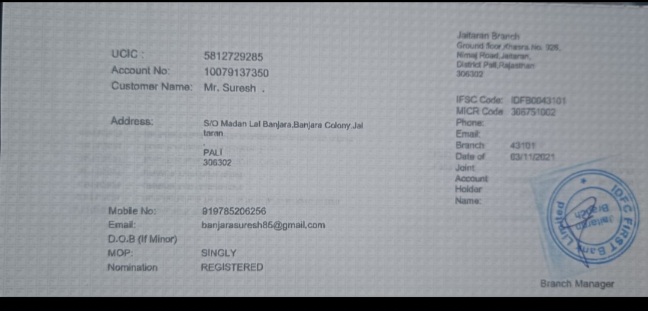 UCIC : 5812729285
Account No: 10079137350
Customer Name: Mr. Suresh .
Address: S/O Madan Lal Banjara,Banjara Colony,Jai
taran
PALI
306302
Mobile No: 919785206256
Email: banjarasuresh85@gmail.com
D.O.B (If Minor)
MOP: SINGLY
Nomination REGISTERED
Jaitaran Branch
Ground floor,Khasra No. 925,
Nimaj Road,Jaitaran,
District Pali,Rajasthan
306302
IFSC Code: IDFB0043101
MICR Code 306751002
Phone:
Email:
Branch 43101
Date of 03/11/2021
Joint
Account
Holder
Name:
IDFC FIRST Bank Limited
Jaitaran
Branch
Branch Manager